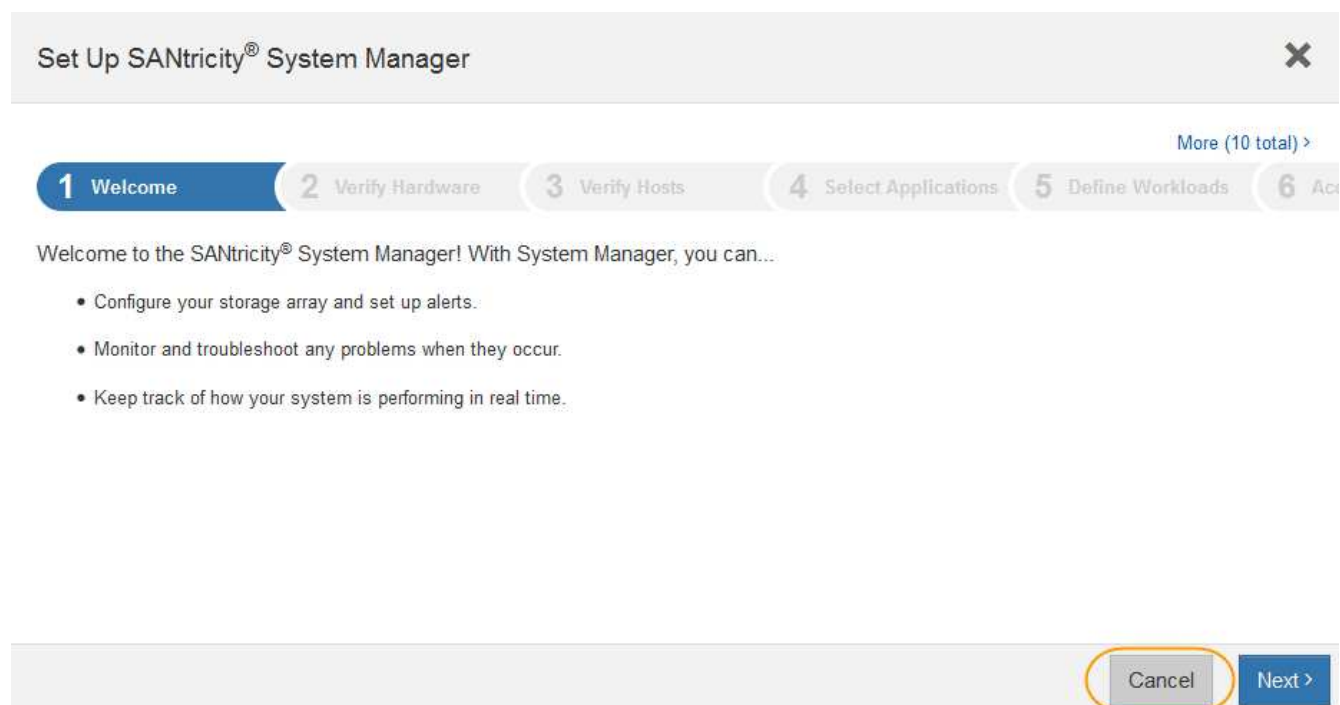 Set Up SANtricity® System Manager
More (10 total) >
1 Welcome
2 Verify Hardware
3 Verify Hosts
4 Select Applications
5 Define Workloads
6
Welcome to the SANtricity® System Manager! With System Manager, you can...
• Configure your storage array and set up alerts.
• Monitor and troubleshoot any problems when they occur.
• Keep track of how your system is performing in real time.
Cancel
Next >